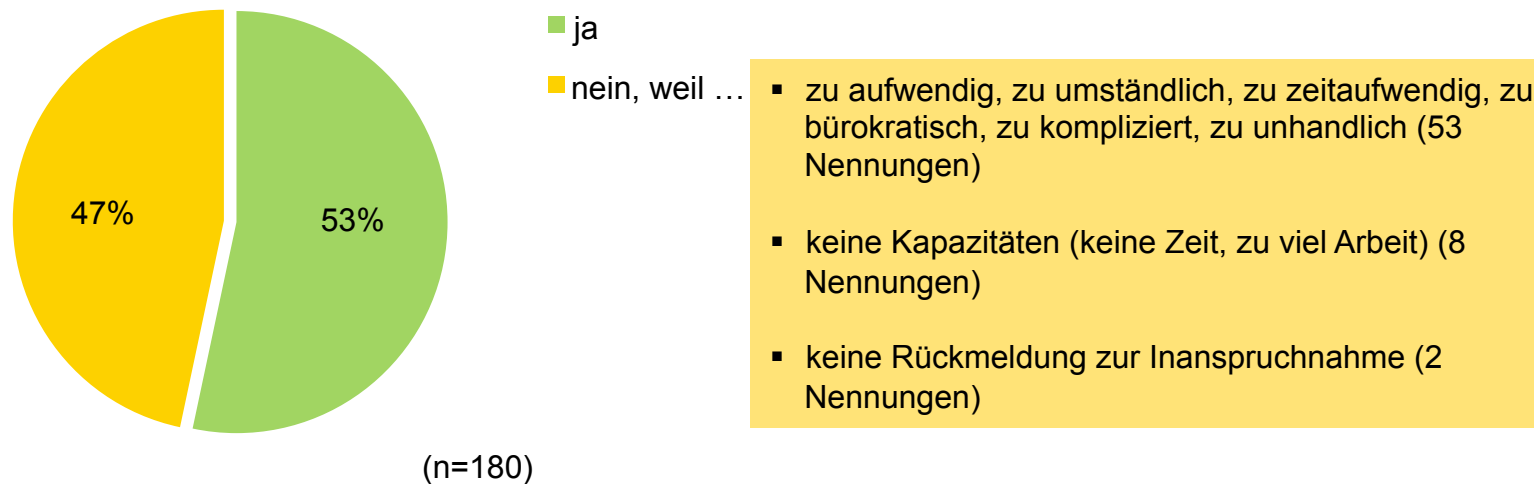 ja
nein, weil …
▪ zu aufwendig, zu umständlich, zu zeitaufwendig, zu
bürokratisch, zu kompliziert, zu unhandlich (53
Nennungen)
▪ keine Kapazitäten (keine Zeit, zu viel Arbeit) (8
Nennungen)
▪ keine Rückmeldung zur Inanspruchnahme (2
Nennungen)
47%
53%
(n=180)